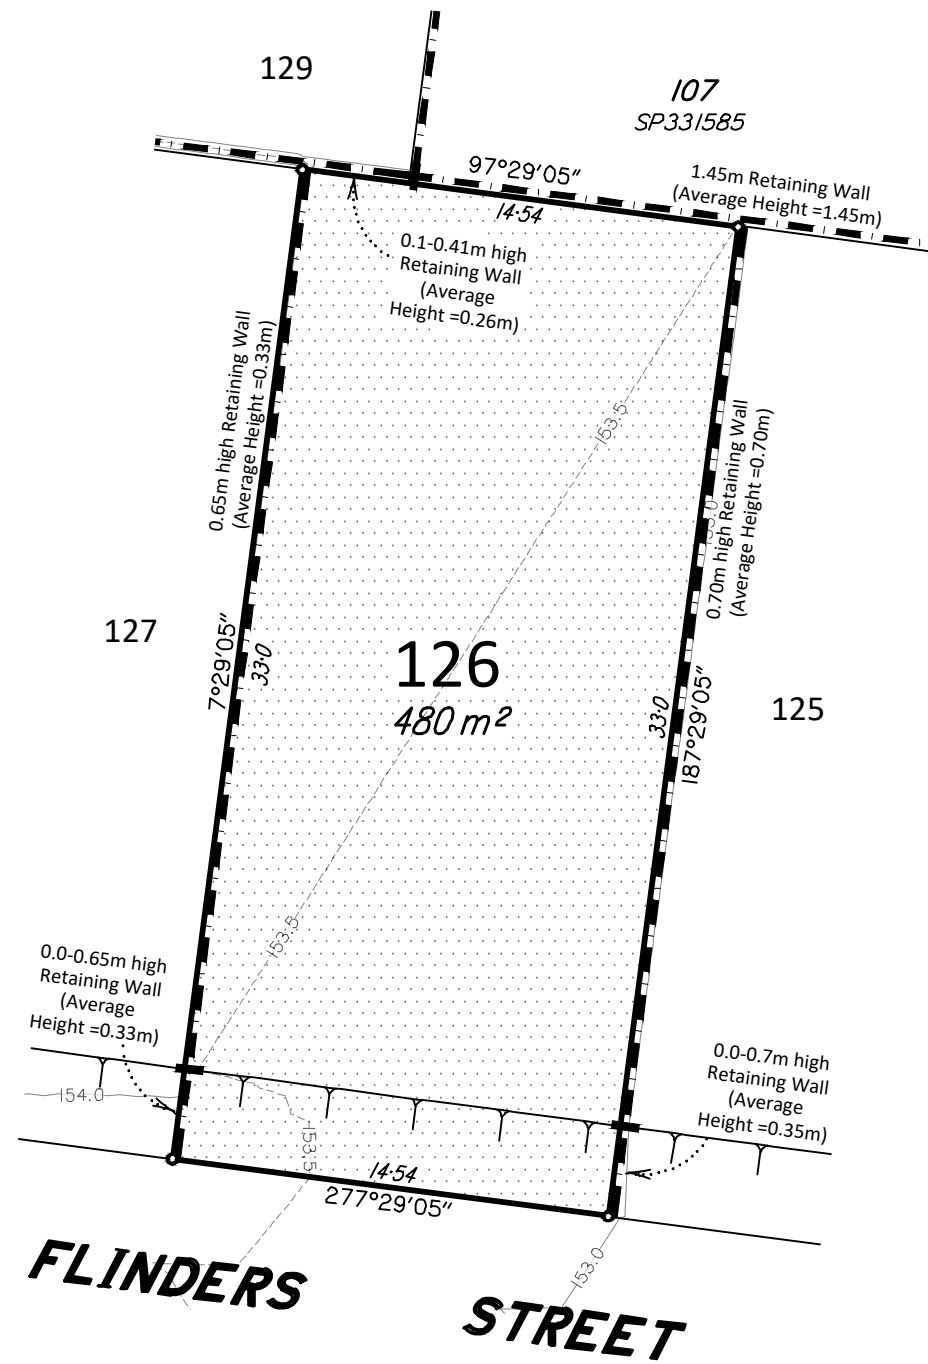 129
107
SP331585
97°29'05"
14·54
1.45m Retaining Wall
(Average Height =1.45m)
0.1-0.41m high
Retaining Wall
(Average
Height =0.26m)
0.65m high Retaining Wall
(Average Height =0.33m)
153.5
0.70m high Retaining Wall
(Average Height =0.70m)
127
7°29'05"
33·0
126
480 m²
33·0
187°29'05"
125
153.5
0.0-0.65m high
Retaining Wall
(Average
Height =0.33m)
154.0
0.0-0.7m high
Retaining Wall
(Average
Height =0.35m)
153.5
14·54
277°29'05"
153.0
FLINDERS STREET